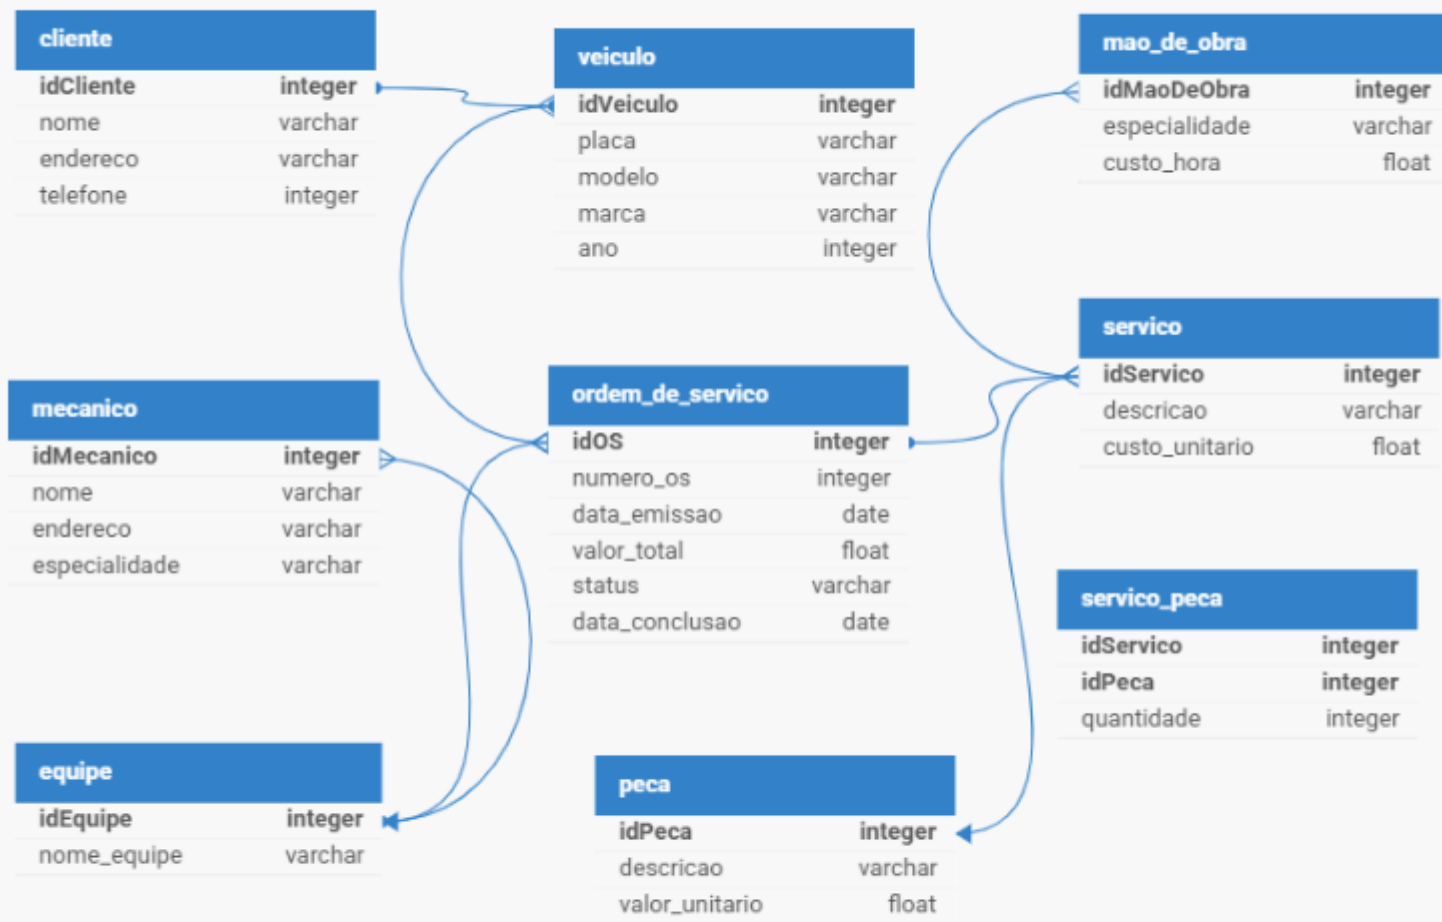 cliente
idCliente integer
nome varchar
endereco varchar
telefone integer
veiculo
idVeiculo integer
placa varchar
modelo varchar
marca varchar
ano integer
mao_de_obra
idMaoDeObra integer
especialidade varchar
custo_hora float
servico
idServico integer
descricao varchar
custo_unitario float
mecanico
idMecanico integer
nome varchar
endereco varchar
especialidade varchar
ordem_de_servico
idOS integer
numero_os integer
data_emissao date
valor_total float
status varchar
data_conclusao date
servico_peca
idServico integer
idPeca integer
quantidade integer
equipe
idEquipe integer
nome_equipe varchar
peca
idPeca integer
descricao varchar
valor_unitario float